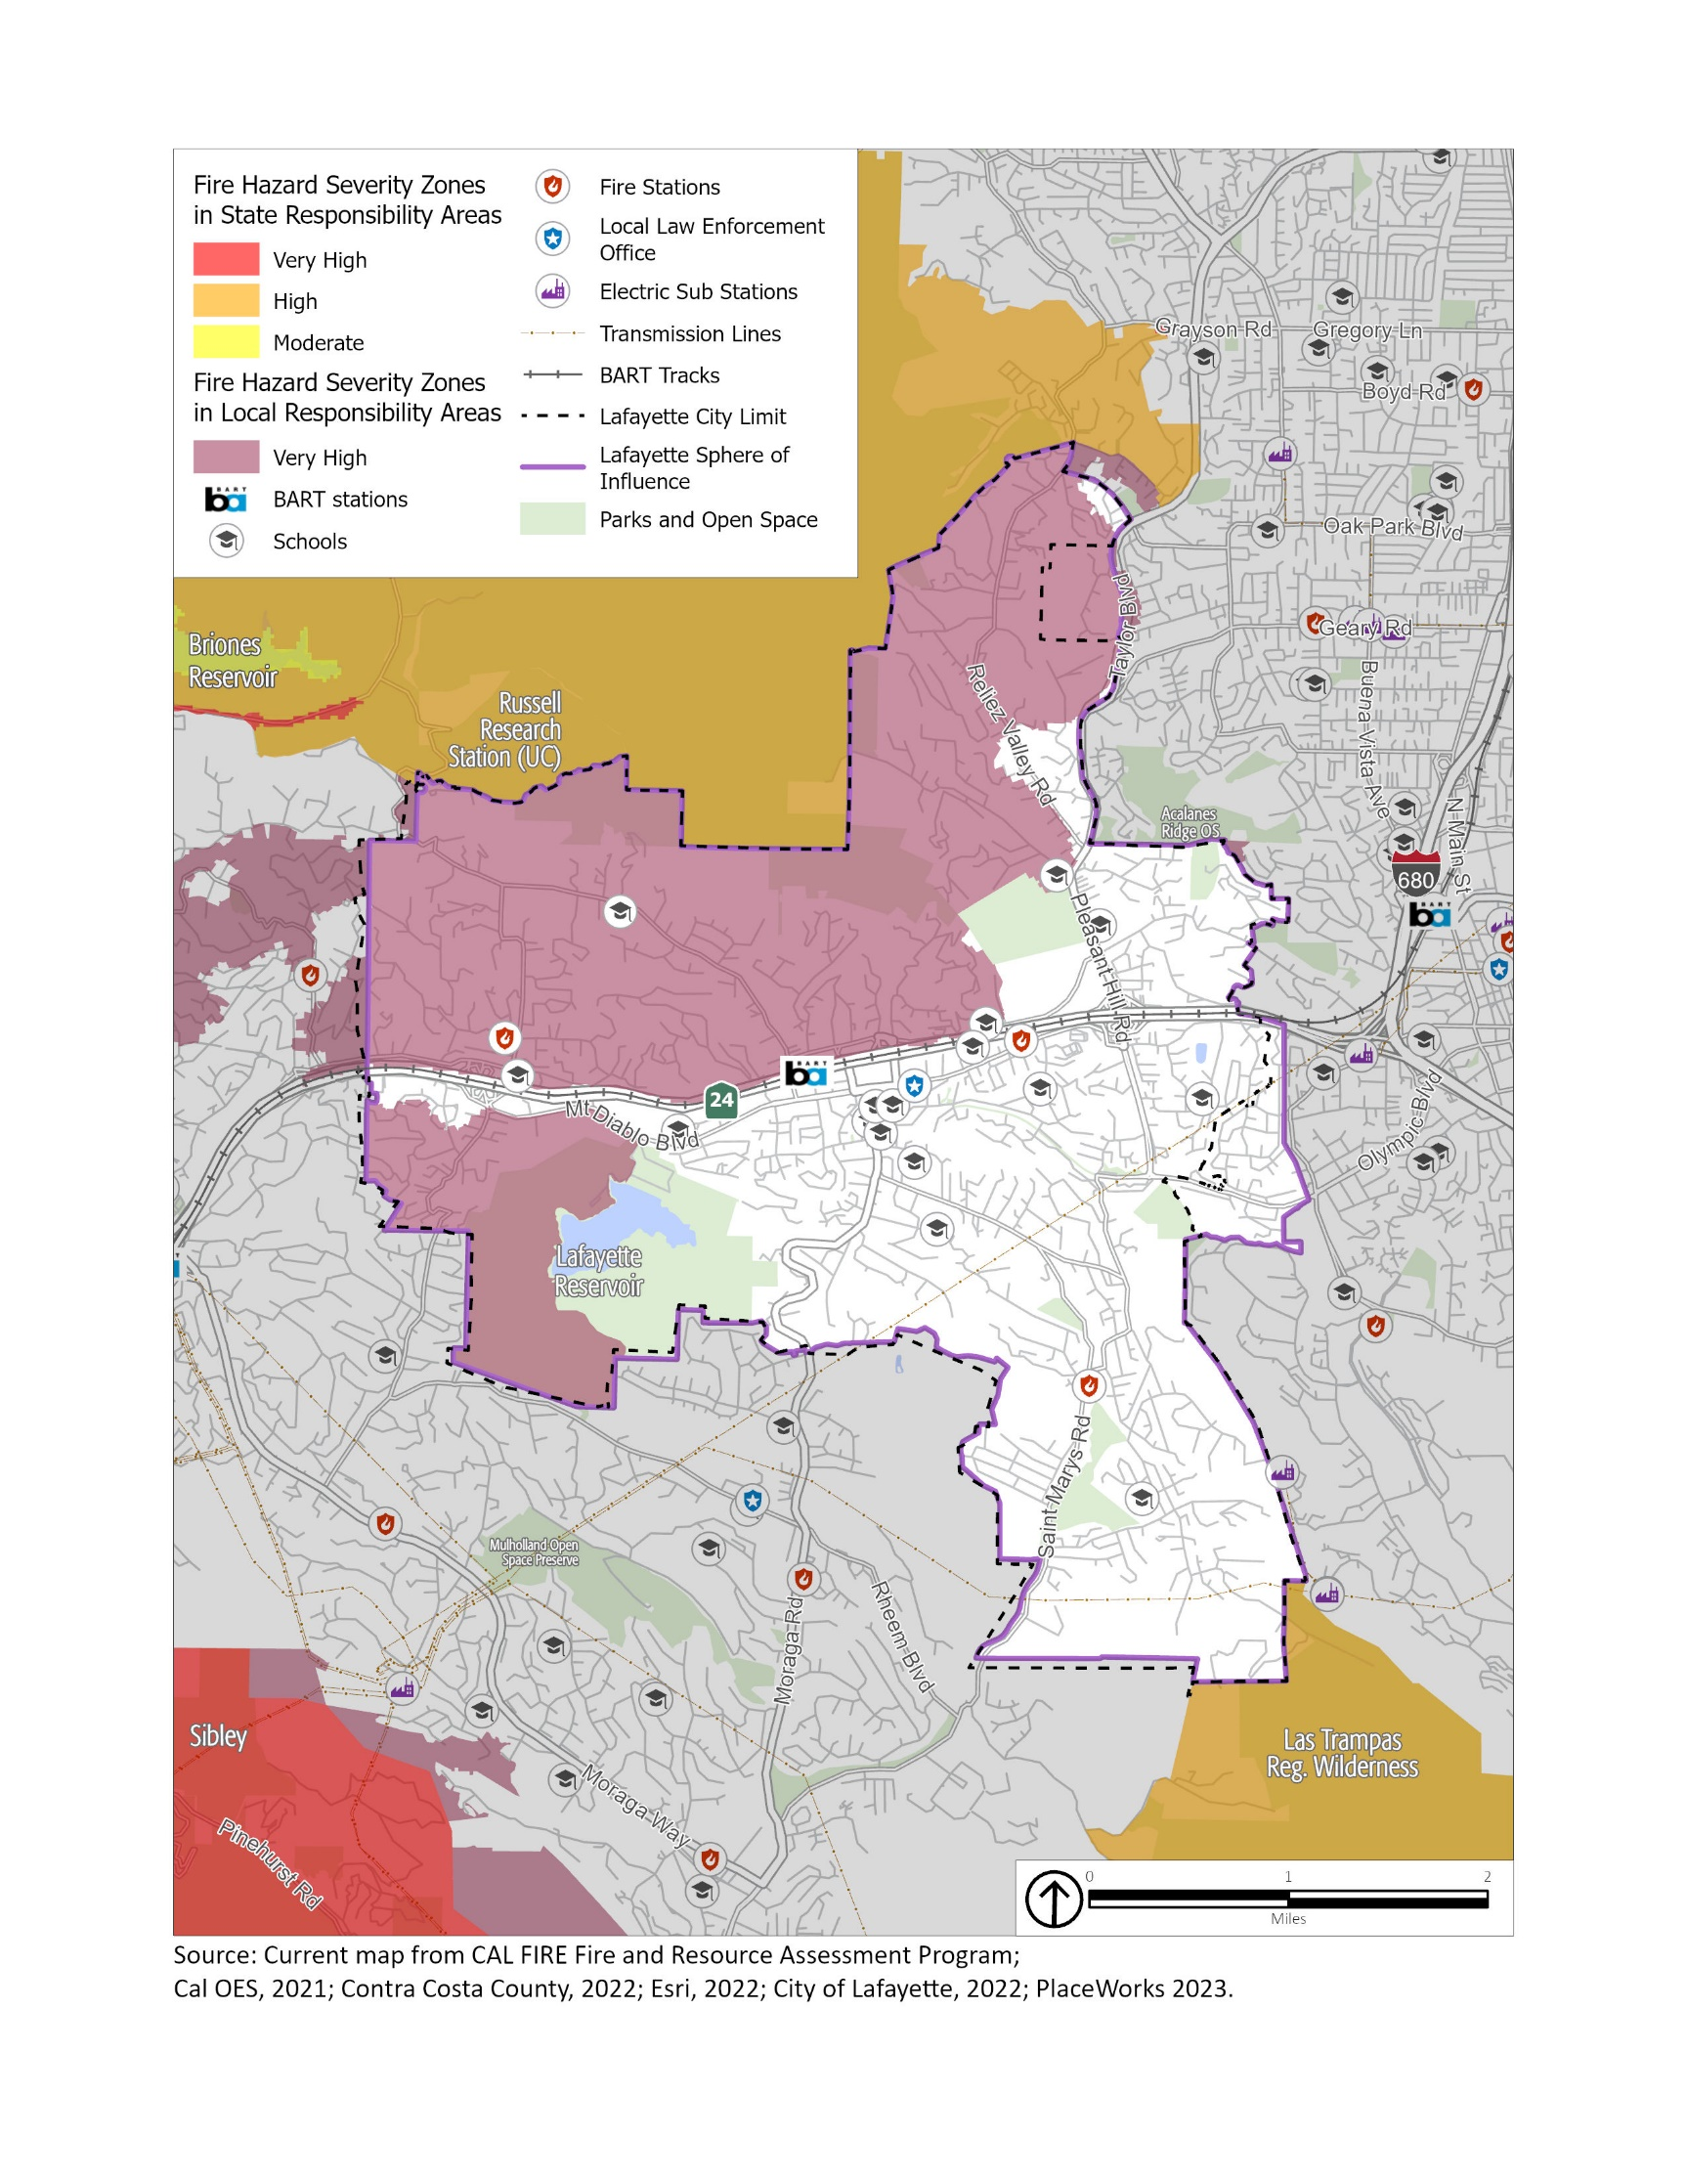 Fire Hazard Severity Zones
in State Responsibility Areas
Very High
High
Moderate
Fire Hazard Severity Zones
in Local Responsibility Areas
Very High
BART
ba
BART stations
Schools
Fire Stations
Local Law Enforcement
Office
Electric Sub Stations
Transmission Lines
BART Tracks
Lafayette City Limit
Lafayette Sphere of
Influence
Parks and Open Space
Grayson Rd
Gregory Ln
Boyd Rd
Oak Park Blvd
Taylor Blvd
Geary Rd
Briones
Reservoir
Russell
Research
Station (UC)
Reliez Valley Rd
Buena Vista Ave
N Main St
Acalanes
Ridge OS
680
BART
ba
Pleasant Hill Rd
BART
ba
24
Mt Diablo Blvd
Olympic Blvd
Lafayette
Reservoir
Saint Marys Rd
Mulholland Open
Space Preserve
Moraga Rd
Rheem Blvd
Sibley
Las Trampas
Reg. Wilderness
Moraga Way
Pinehurst Rd
0 1 2
Miles
Source: Current map from CAL FIRE Fire and Resource Assessment Program;
Cal OES, 2021; Contra Costa County, 2022; Esri, 2022; City of Lafayette, 2022; PlaceWorks 2023.